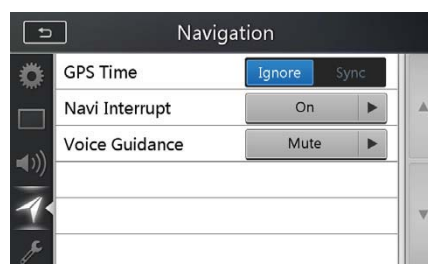 Navigation
GPS Time Ignore Sync
Navi Interrupt On
Voice Guidance Mute